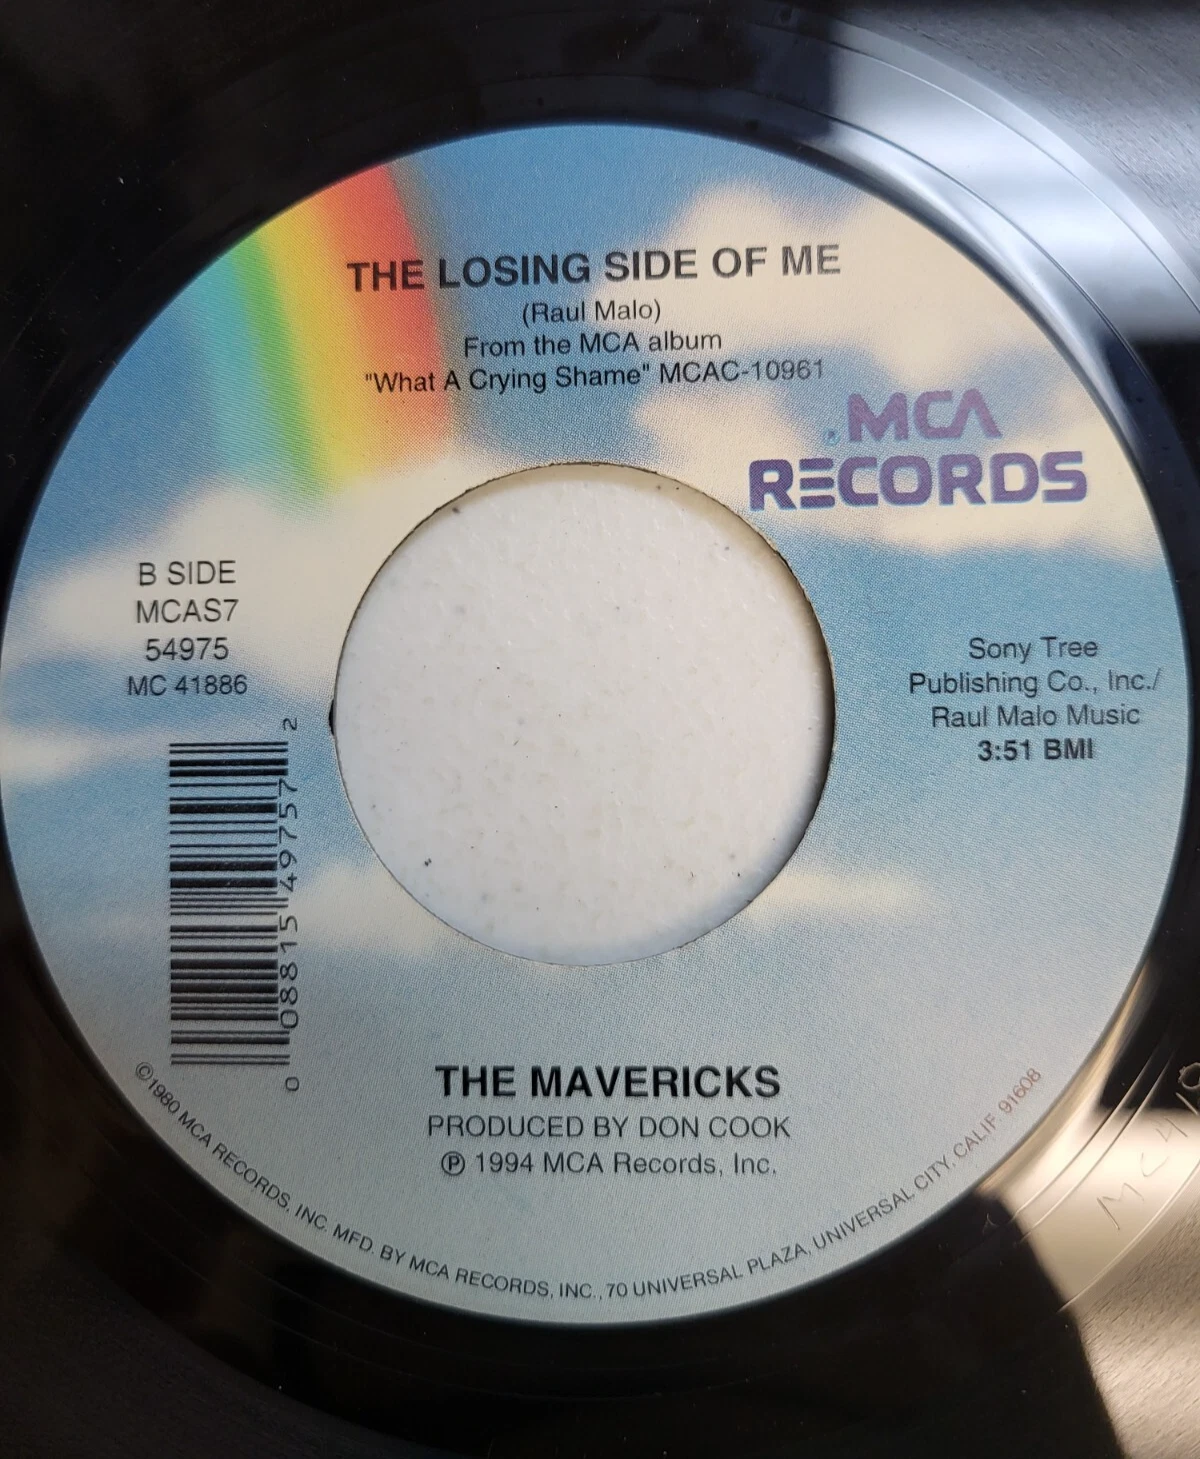 THE LOSING SIDE OF ME
(Raul Malo)
From the MCA album
"What A Crying Shame" MCAC-10961
®MCA
RECORDS
B SIDE
MCAS7
54975
MC 41886
Sony Tree
Publishing Co., Inc./
Raul Malo Music
3:51 BMI
0 08815 49757 2
THE MAVERICKS
PRODUCED BY DON COOK
℗ 1994 MCA Records, Inc.
©1980 MCA RECORDS, INC. MFD. BY MCA RECORDS, INC., 70 UNIVERSAL PLAZA, UNIVERSAL CITY, CALIF 91608